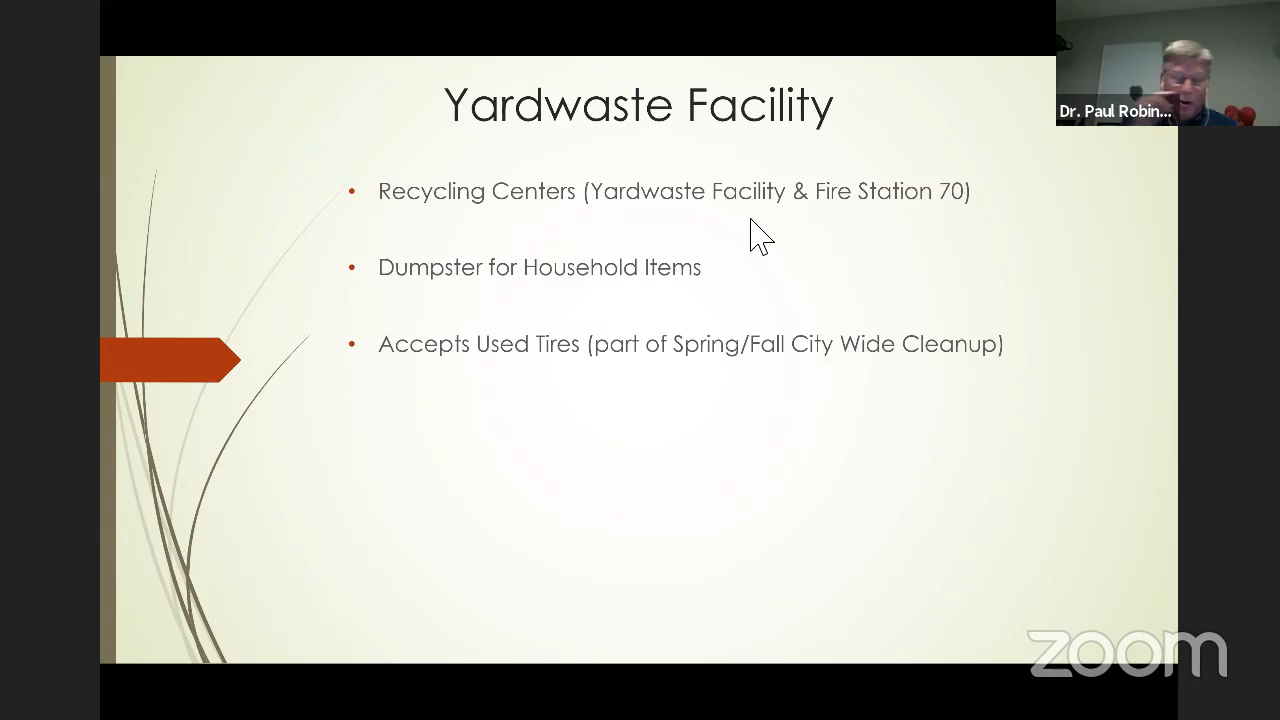 Yardwaste Facility
Dr. Paul Robin...
• Recycling Centers (Yardwaste Facility & Fire Station 70)
• Dumpster for Household Items
• Accepts Used Tires (part of Spring/Fall City Wide Cleanup)
zoom